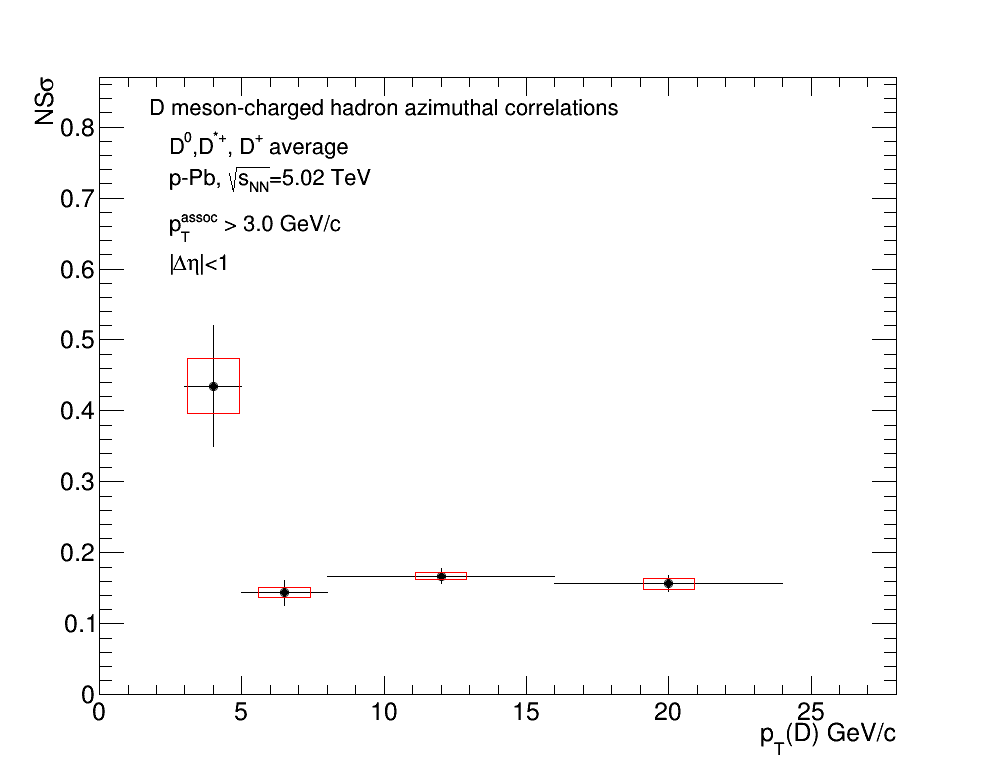 NSσ
D meson-charged hadron azimuthal correlations
D⁰,D*⁺, D⁺ average
p-Pb, √s_NN=5.02 TeV
p_T^assoc > 3.0 GeV/c
|Δη|<1
0.8
0.7
0.6
0.5
0.4
0.3
0.2
0.1
0
0 5 10 15 20 25
p_T(D) GeV/c